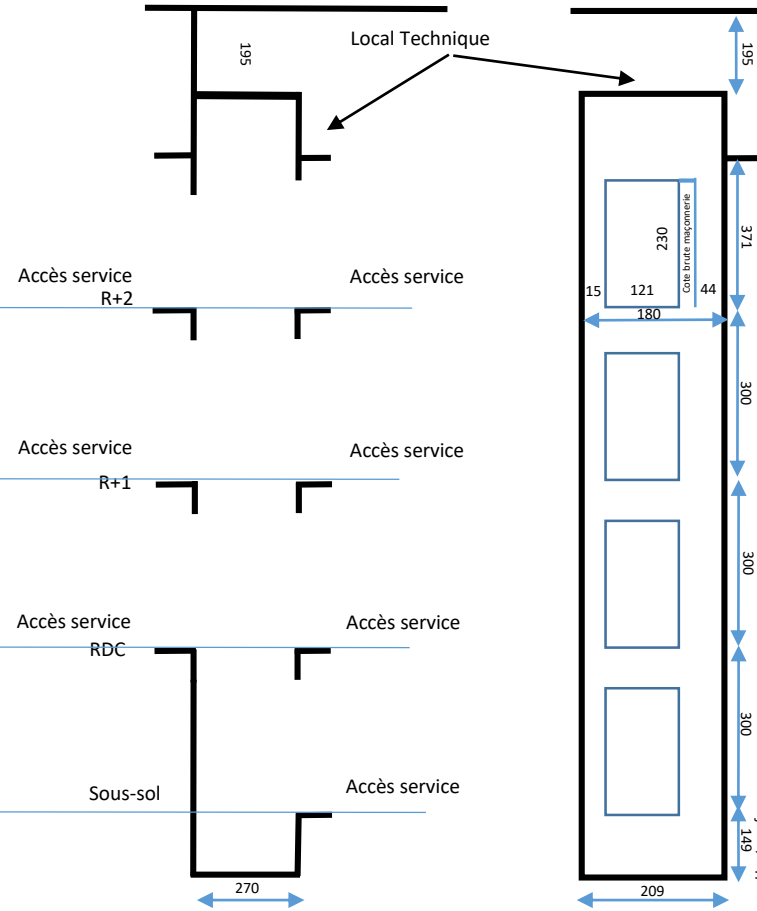 195
Local Technique
195
371
230
Cote brute maçonnerie
15
121
44
180
Accès service
R+2
Accès service
300
Accès service
R+1
Accès service
300
Accès service
RDC
Accès service
300
Sous-sol
Accès service
149
270
209